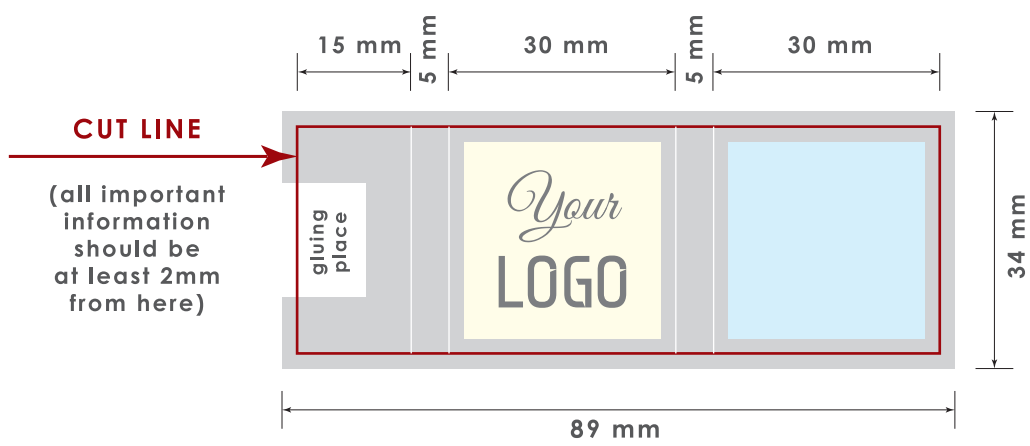 15 mm
5 mm
30 mm
5 mm
30 mm
CUT LINE
(all important
information
should be
at least 2mm
from here)
gluing
place
Your
LOGO
34 mm
89 mm